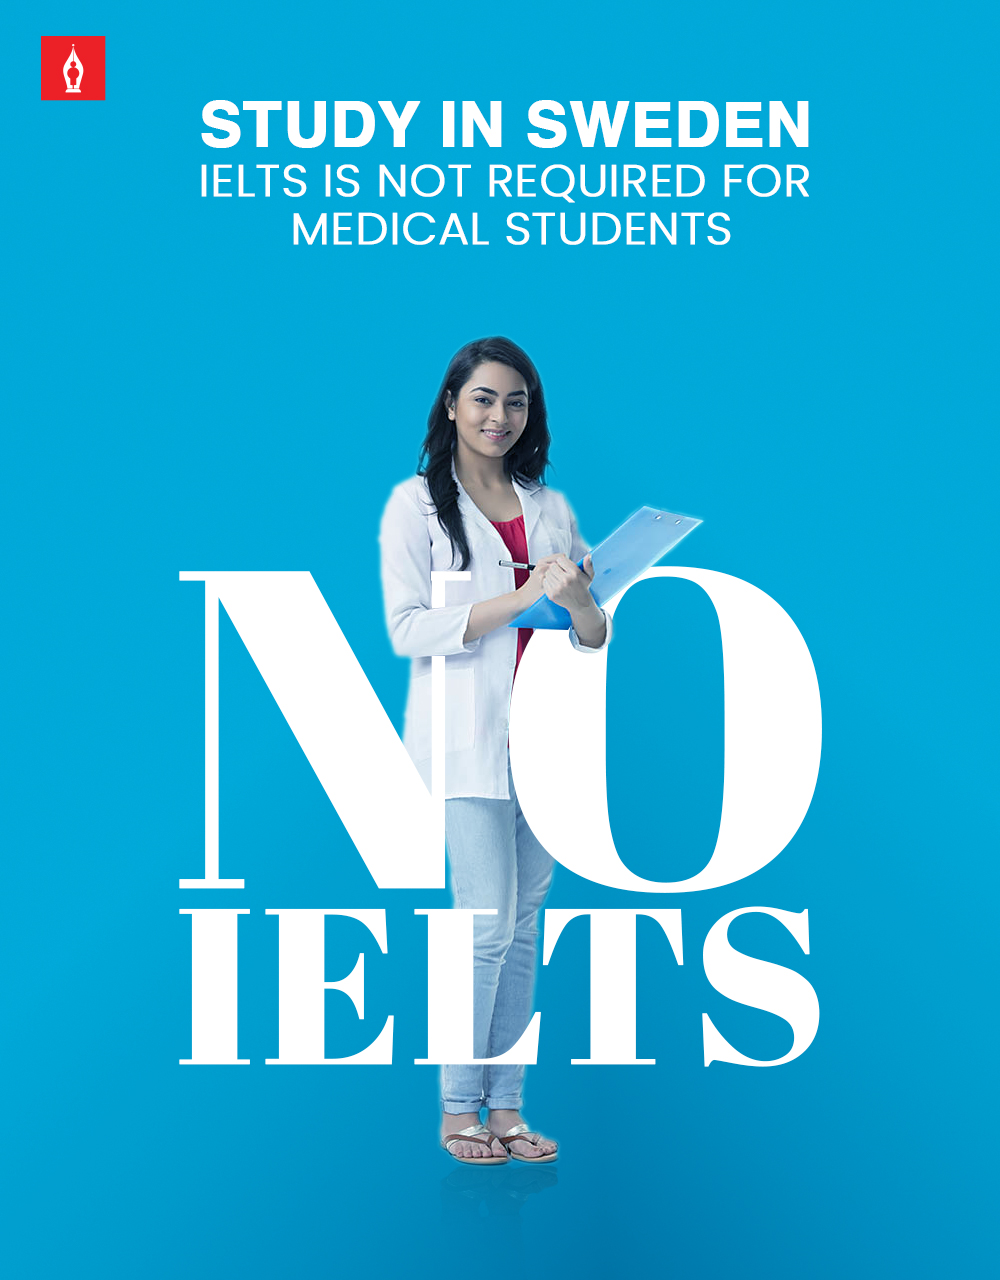 STUDY IN SWEDEN
IELTS IS NOT REQUIRED FOR
MEDICAL STUDENTS
NO
IELTS